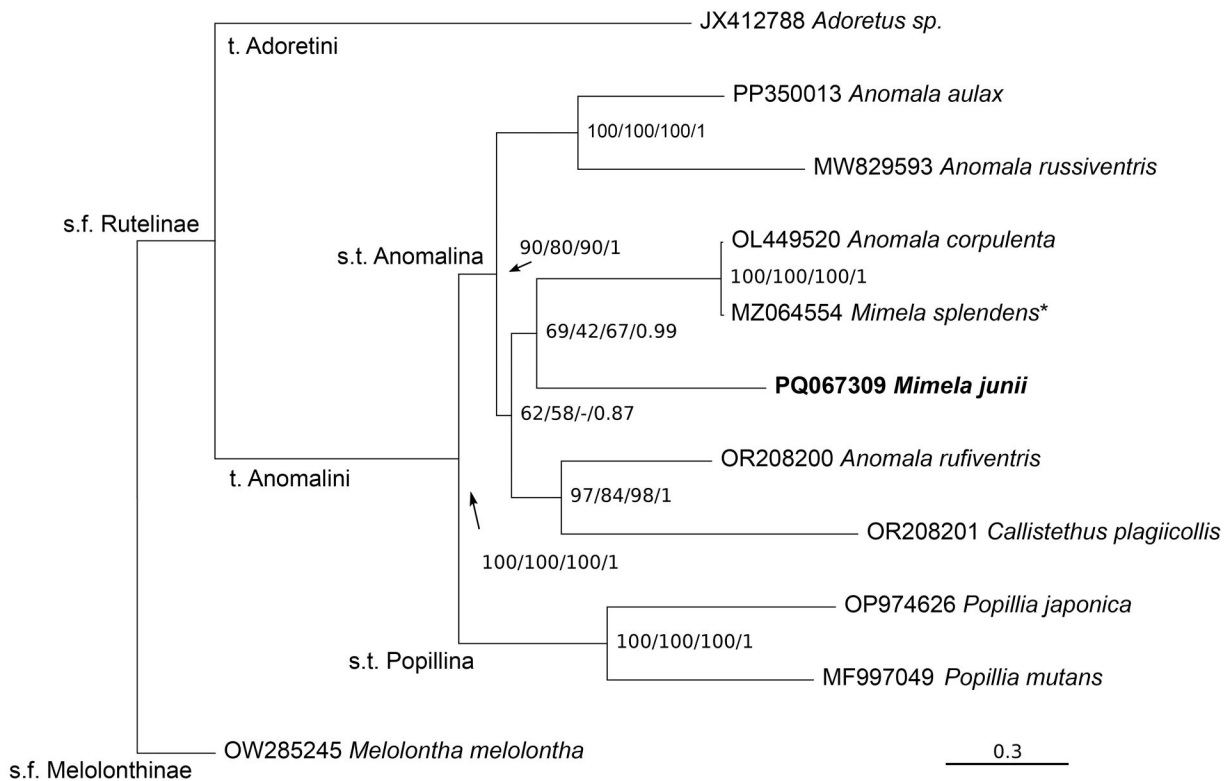 JX412788 Adoretus sp.
t. Adoretini
PP350013 Anomala aulax
100/100/100/1
MW829593 Anomala russiventris
s.f. Rutelinae
OL449520 Anomala corpulenta
90/80/90/1
s.t. Anomalina
100/100/100/1
MZ064554 Mimela splendens*
69/42/67/0.99
PQ067309 Mimela junii
62/58/-/0.87
OR208200 Anomala rufiventris
t. Anomalini
97/84/98/1
OR208201 Callistethus plagiicollis
100/100/100/1
OP974626 Popillia japonica
100/100/100/1
s.t. Popillina
MF997049 Popillia mutans
OW285245 Melolontha melolontha
0.3
s.f. Melolonthinae